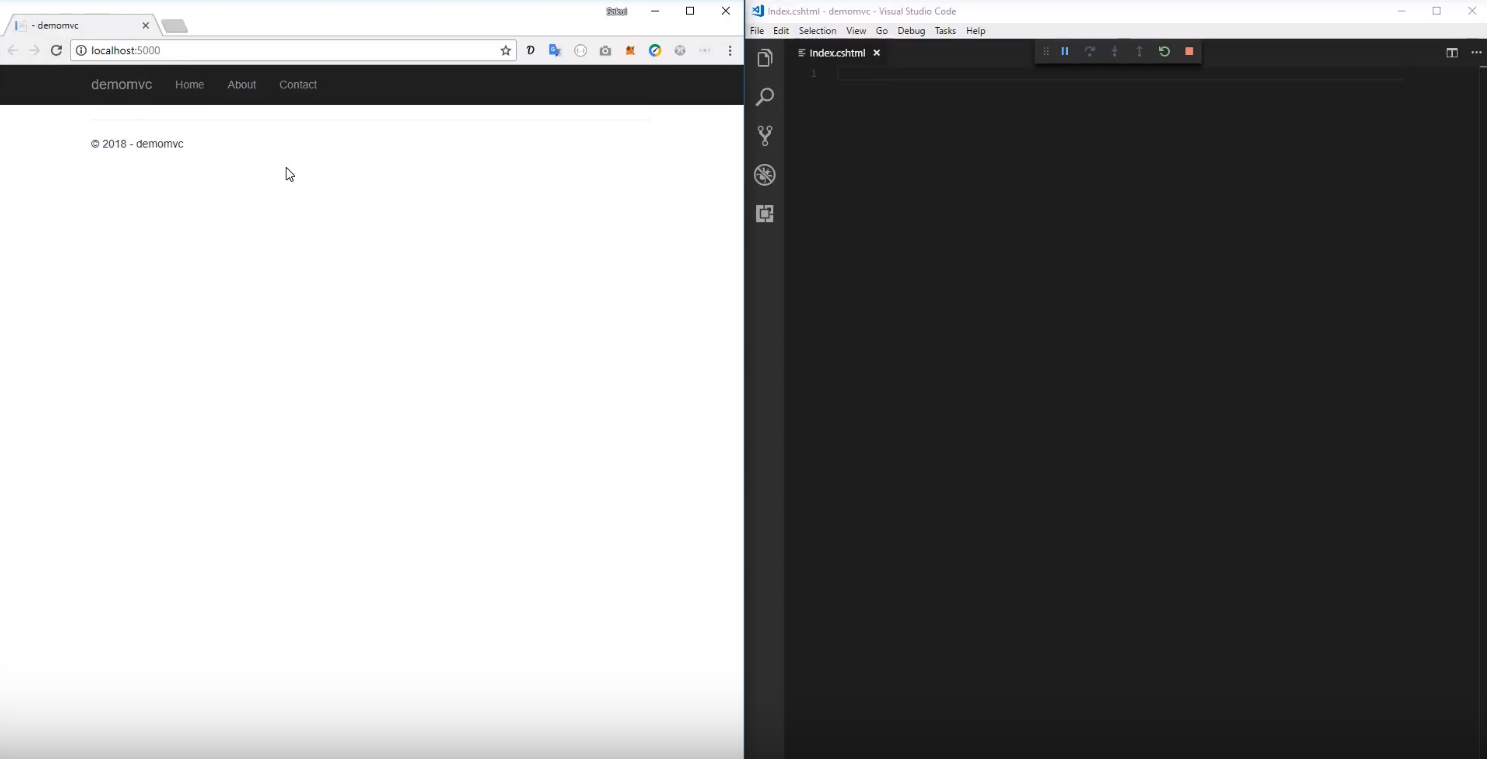 - demomvc
localhost:5000
demomvc Home About Contact
© 2018 - demomvc
Index.cshtml - demomvc - Visual Studio Code
File Edit Selection View Go Debug Tasks Help
Index.cshtml
1